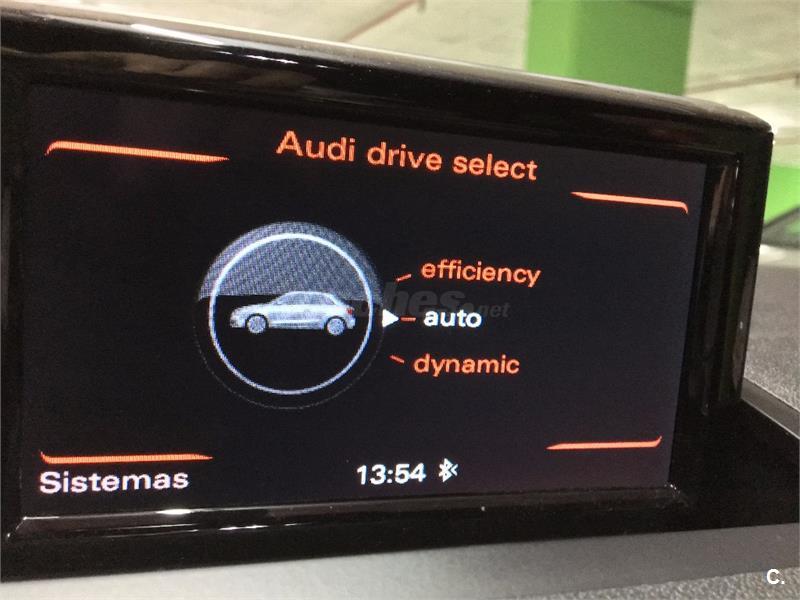 Audi drive select
efficiency
auto
dynamic
Sistemas
13:54
C.